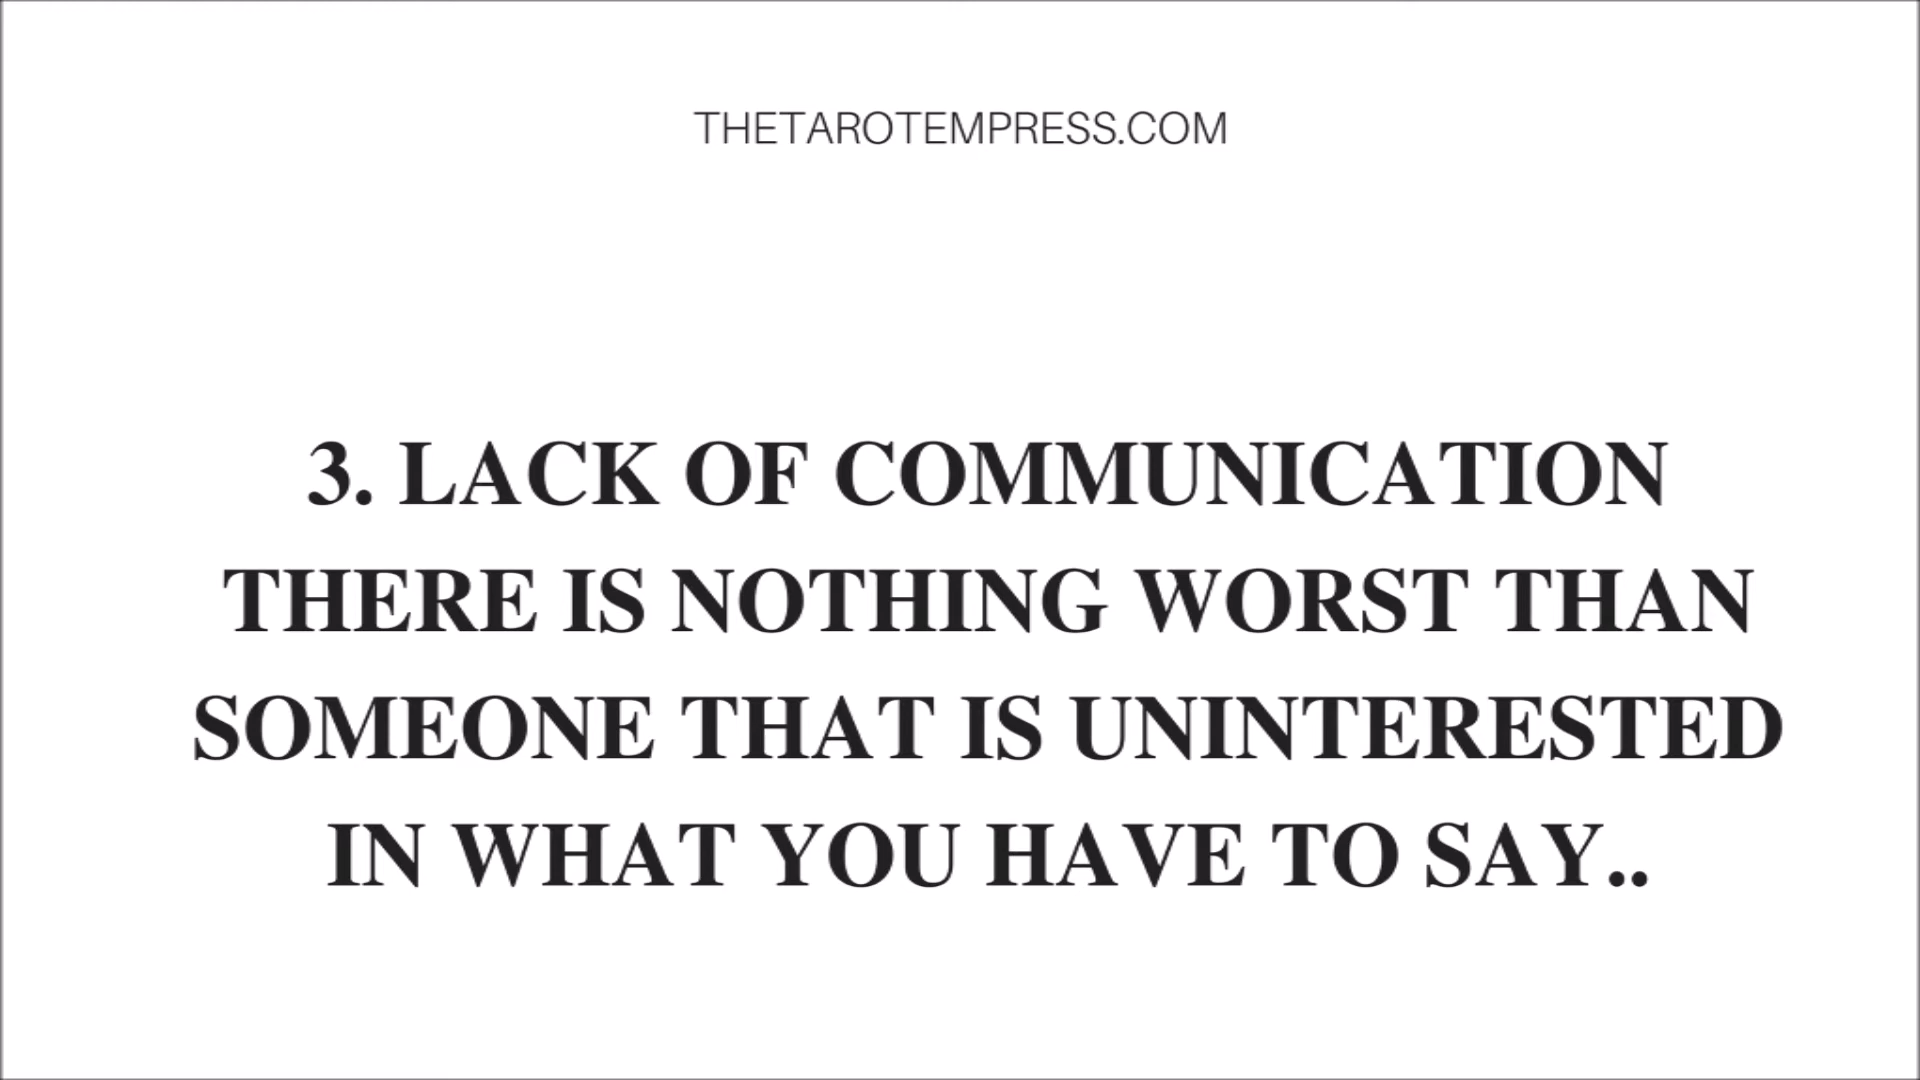 THETAROTEMPRESS.COM
3. LACK OF COMMUNICATION
THERE IS NOTHING WORST THAN
SOMEONE THAT IS UNINTERESTED
IN WHAT YOU HAVE TO SAY..